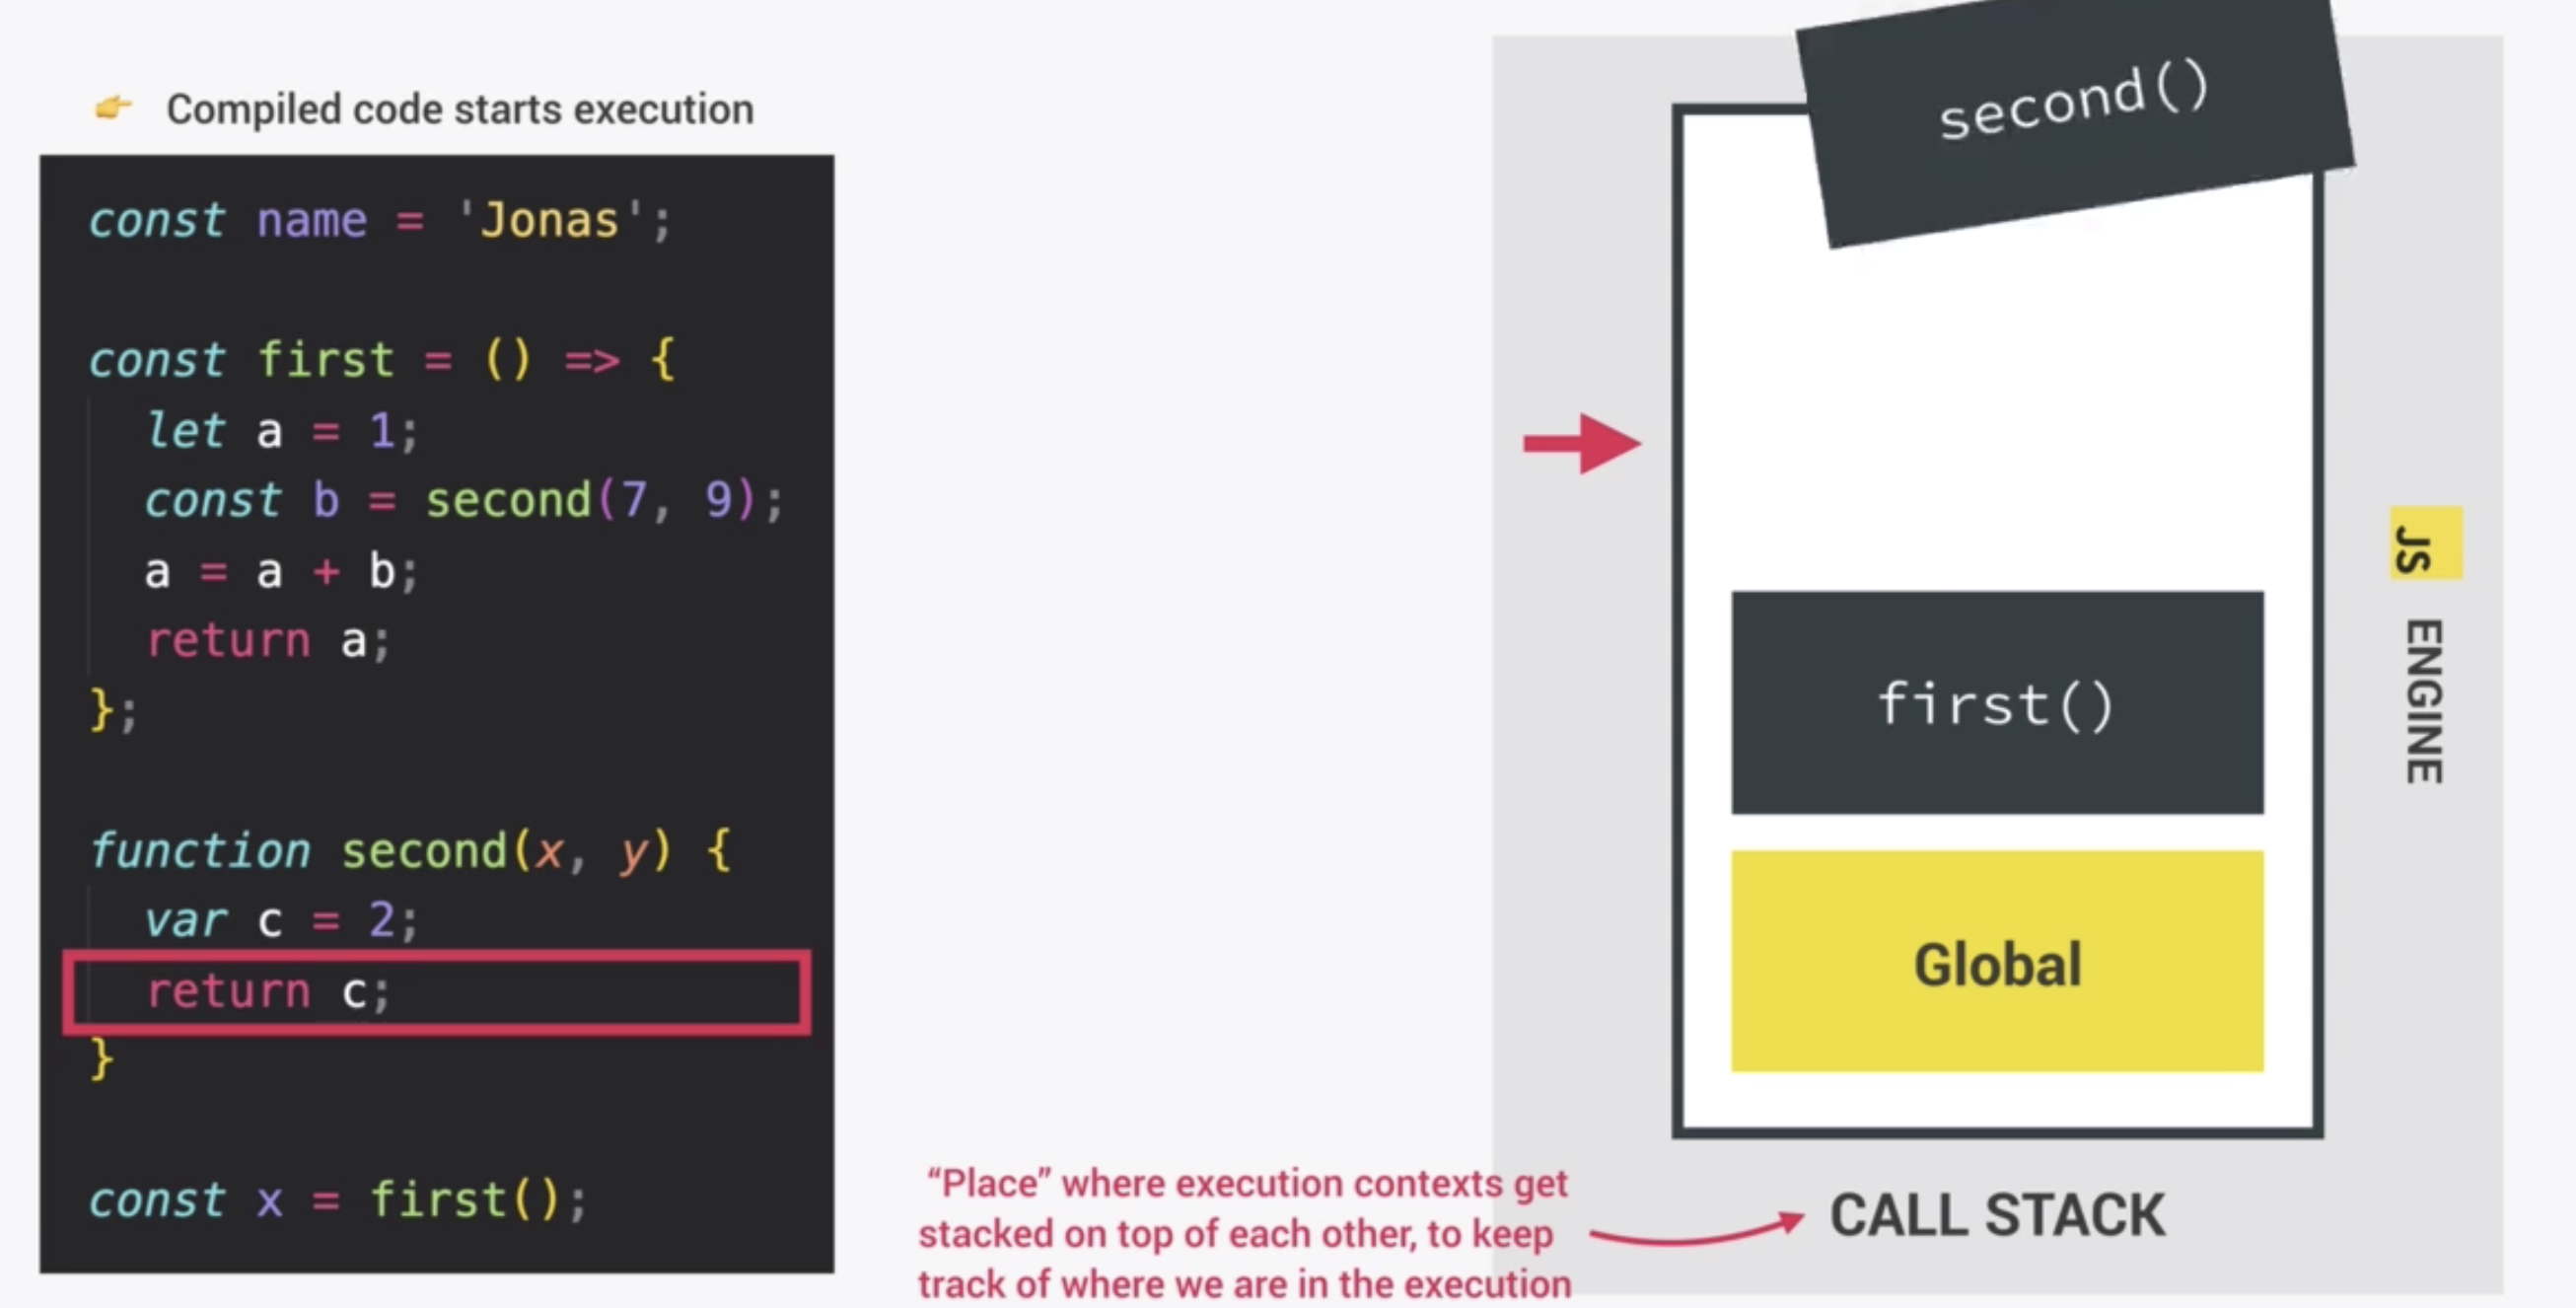 Compiled code starts execution
const name = 'Jonas';
const first = () => {
let a = 1;
const b = second(7, 9);
a = a + b;
return a;
};
function second(x, y) {
var c = 2;
return c;
}
const x = first();
second()
first()
Global
CALL STACK
“Place” where execution contexts get
stacked on top of each other, to keep
track of where we are in the execution
JS ENGINE